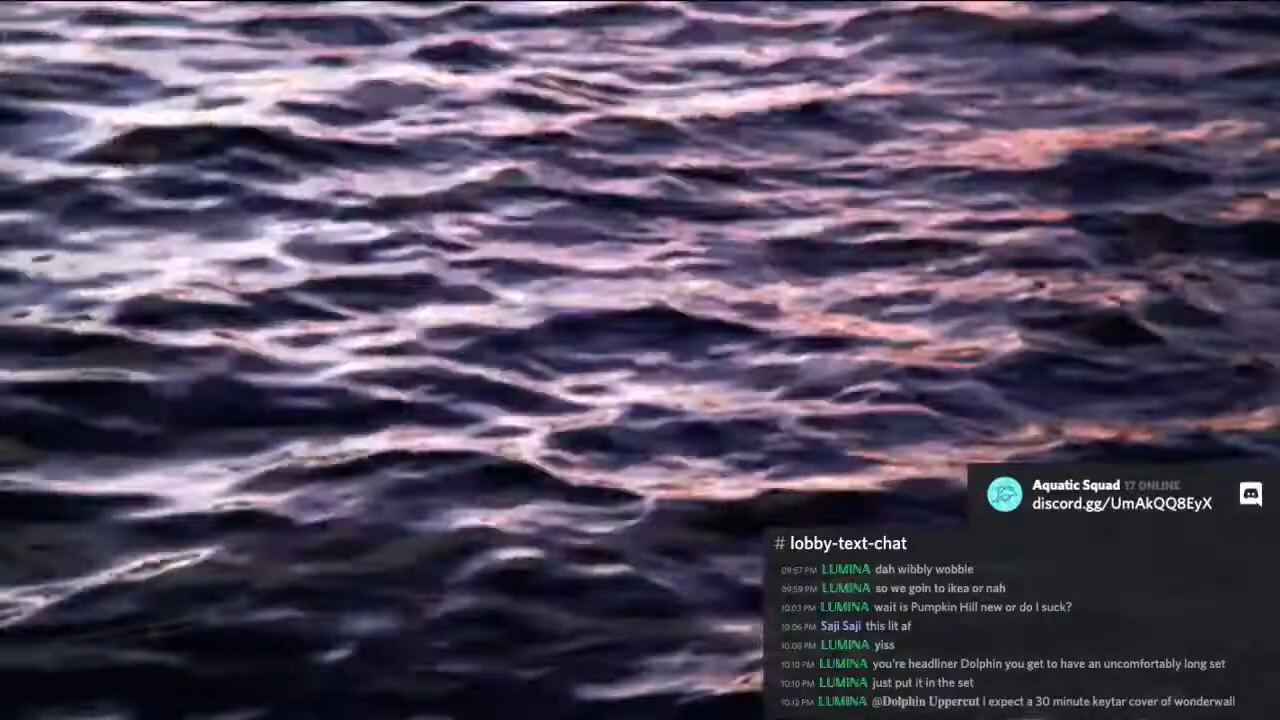 Aquatic Squad 17 ONLINE
discord.gg/UmAkQQ8EyX
# lobby-text-chat
09:57 PM LUMINA dah wibbly wobble
09:59 PM LUMINA so we goin to ikea or nah
10:03 PM LUMINA wait is Pumpkin Hill new or do I suck?
10:06 PM Saji Saji this lit af
10:08 PM LUMINA yiss
10:10 PM LUMINA you're headliner Dolphin you get to have an uncomfortably long set
10:10 PM LUMINA just put it in the set
10:12 PM LUMINA @Dolphin Uppercut i expect a 30 minute keytar cover of wonderwall